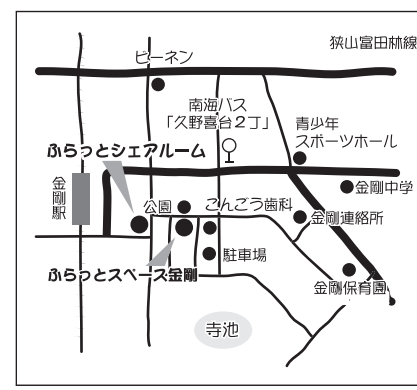 狭山富田林線
ピーネン
南海バス
「久野喜台2丁」
青少年
スポーツホール
ふらっとシェアルーム
金剛駅
金剛中学
公園
こんごう歯科
金剛連絡所
駐車場
ふらっとスペース金剛
金剛保育園
寺池